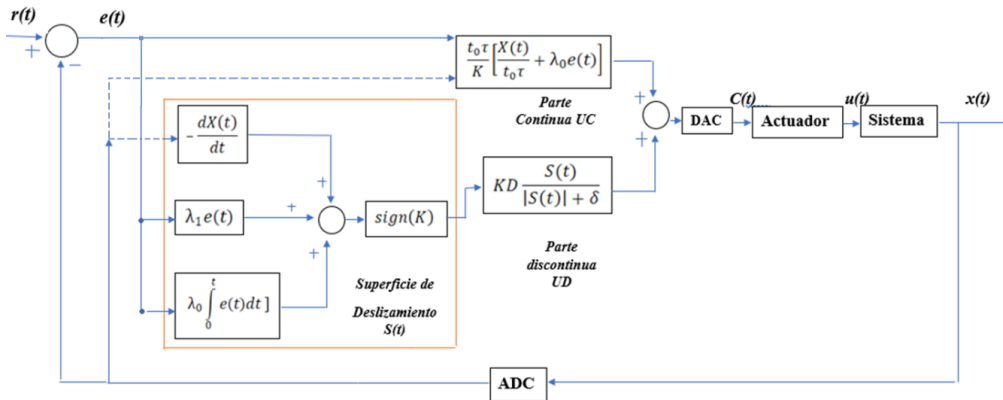 r(t)
e(t)
+
−
t₀τ/K [X(t)/t₀τ + λ₀e(t)]
Parte
Continua UC
+
+
DAC
C(t)
Actuador
u(t)
Sistema
x(t)
− dX(t)/dt
+
λ₁e(t)
+
sign(K)
+
λ₀ ∫₀ᵗ e(t)dt ]
Superficie de
Deslizamiento
S(t)
KD S(t)/(|S(t)| + δ)
Parte
discontinua
UD
ADC